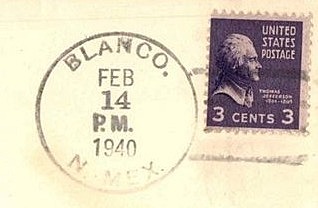 BLANCO.
FEB
14
P.M.
1940
N. MEX.
UNITED
STATES
POSTAGE
THOMAS
JEFFERSON
1801-1809
3 CENTS 3